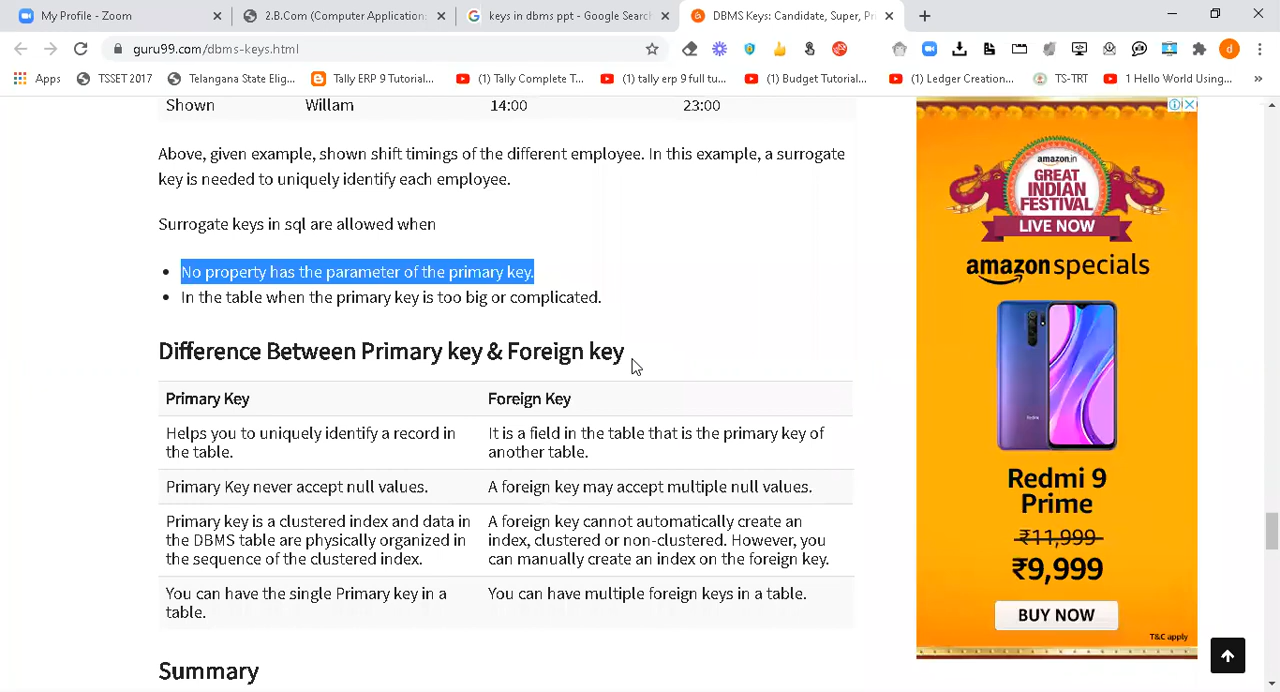 My Profile - Zoom
2.B.Com (Computer Applications
keys in dbms ppt - Google Search
DBMS Keys: Candidate, Super, Pri
guru99.com/dbms-keys.html
d
Apps
TSSET 2017
Telangana State Elig...
Tally ERP 9 Tutorial...
(1) Tally Complete T...
(1) tally erp 9 full tu...
(1) Budget Tutorial...
(1) Ledger Creation...
TS-TRT
1 Hello World Using...
»
Shown Willam 14:00 23:00
Above, given example, shown shift timings of the different employee. In this example, a surrogate
key is needed to uniquely identify each employee.
Surrogate keys in sql are allowed when
• No property has the parameter of the primary key.
• In the table when the primary key is too big or complicated.
Difference Between Primary key & Foreign key
Primary Key Foreign Key
Helps you to uniquely identify a record in
the table.
It is a field in the table that is the primary key of
another table.
Primary Key never accept null values.
A foreign key may accept multiple null values.
Primary key is a clustered index and data in
the DBMS table are physically organized in
the sequence of the clustered index.
A foreign key cannot automatically create an
index, clustered or non-clustered. However, you
can manually create an index on the foreign key.
You can have the single Primary key in a
table.
You can have multiple foreign keys in a table.
Summary
amazon.in
GREAT
INDIAN
FESTIVAL
LIVE NOW
amazonspecials
Redmi
Redmi 9
Prime
₹11,999
₹9,999
BUY NOW
T&C apply